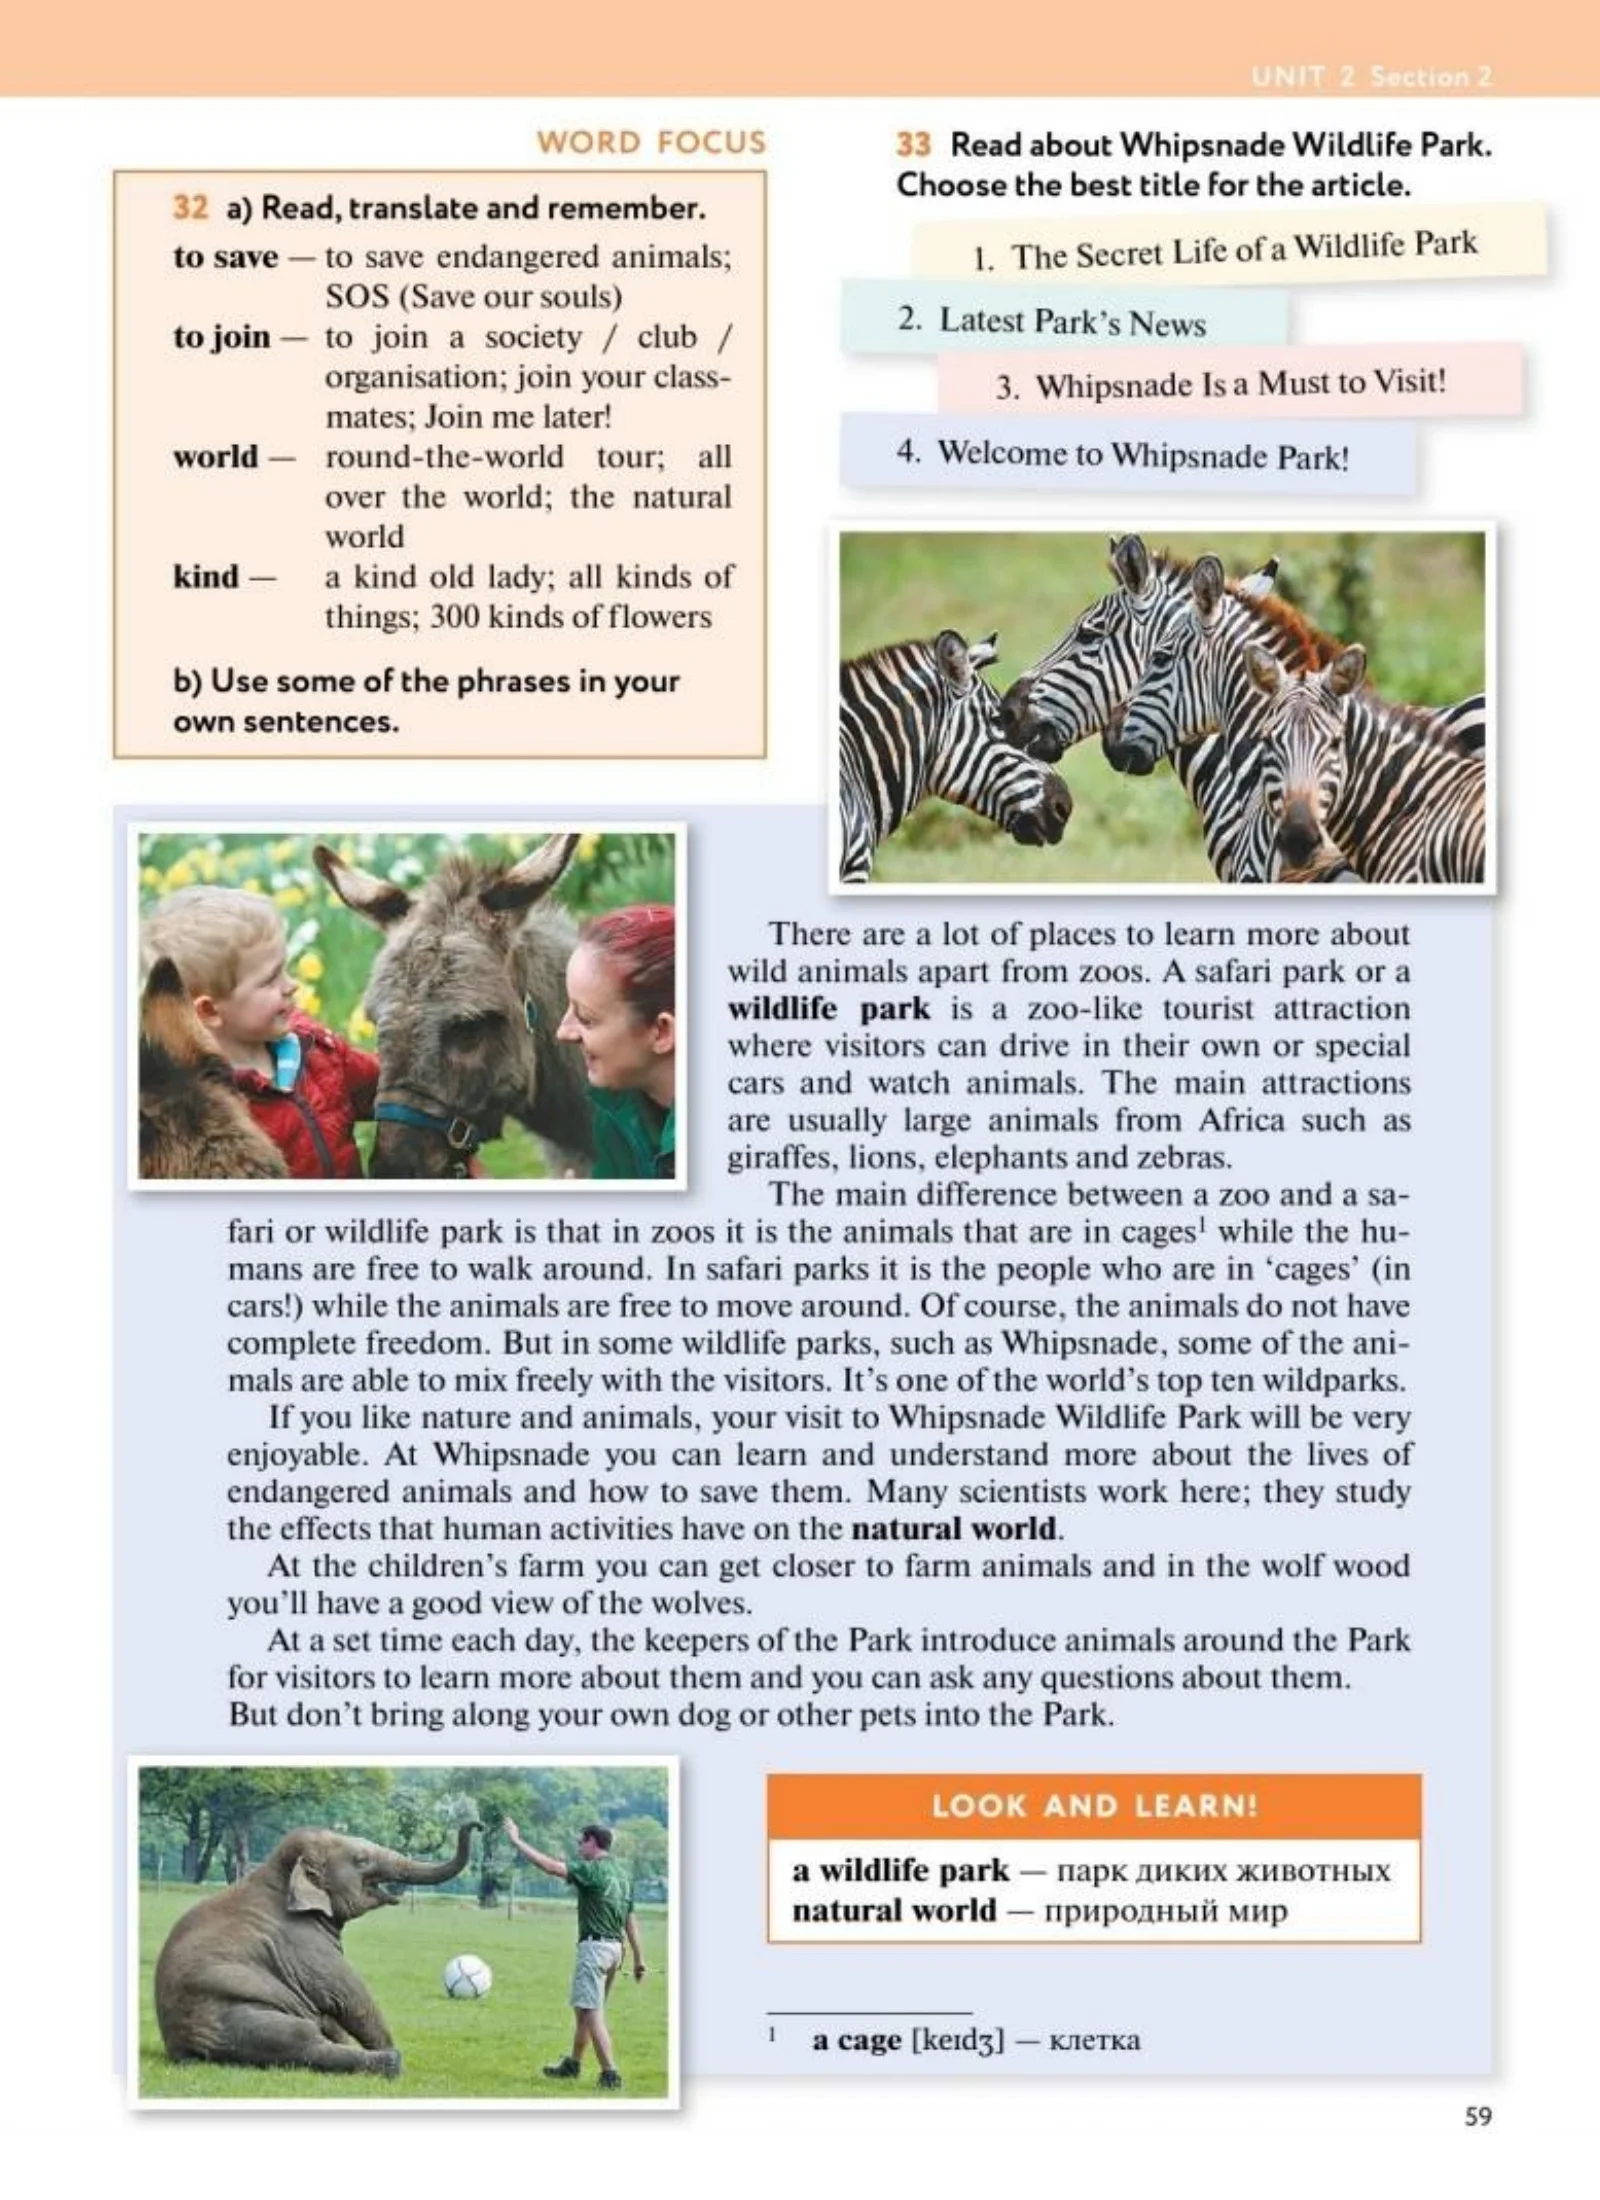 UNIT 2 Section 2
WORD FOCUS
32 a) Read, translate and remember.
to save — to save endangered animals;
SOS (Save our souls)
to join — to join a society / club /
organisation; join your class-
mates; Join me later!
world — round-the-world tour; all
over the world; the natural
world
kind — a kind old lady; all kinds of
things; 300 kinds of flowers
b) Use some of the phrases in your
own sentences.
33 Read about Whipsnade Wildlife Park.
Choose the best title for the article.
1. The Secret Life of a Wildlife Park
2. Latest Park's News
3. Whipsnade Is a Must to Visit!
4. Welcome to Whipsnade Park!
There are a lot of places to learn more about
wild animals apart from zoos. A safari park or a
wildlife park is a zoo-like tourist attraction
where visitors can drive in their own or special
cars and watch animals. The main attractions
are usually large animals from Africa such as
giraffes, lions, elephants and zebras.
The main difference between a zoo and a sa-
fari or wildlife park is that in zoos it is the animals that are in cages¹ while the hu-
mans are free to walk around. In safari parks it is the people who are in ‘cages’ (in
cars!) while the animals are free to move around. Of course, the animals do not have
complete freedom. But in some wildlife parks, such as Whipsnade, some of the ani-
mals are able to mix freely with the visitors. It's one of the world's top ten wildparks.
If you like nature and animals, your visit to Whipsnade Wildlife Park will be very
enjoyable. At Whipsnade you can learn and understand more about the lives of
endangered animals and how to save them. Many scientists work here; they study
the effects that human activities have on the natural world.
At the children's farm you can get closer to farm animals and in the wolf wood
you'll have a good view of the wolves.
At a set time each day, the keepers of the Park introduce animals around the Park
for visitors to learn more about them and you can ask any questions about them.
But don't bring along your own dog or other pets into the Park.
LOOK AND LEARN!
a wildlife park — парк диких животных
natural world — природный мир
¹ a cage [keɪdʒ] — клетка
59